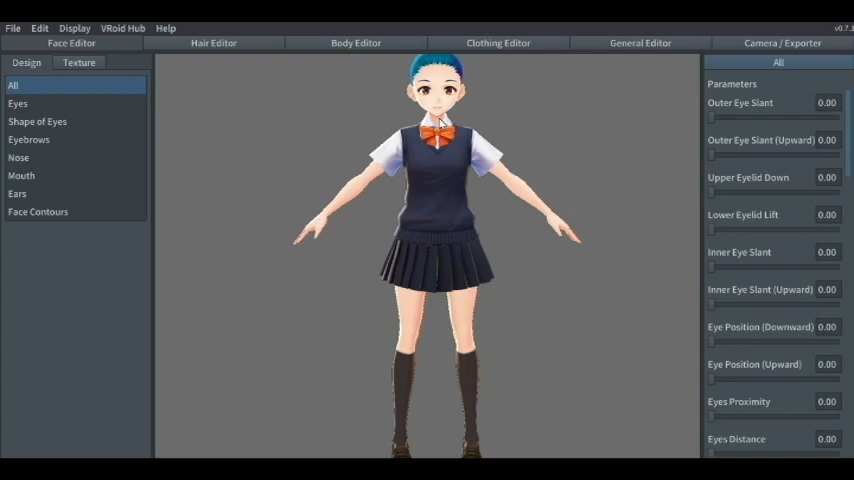 File Edit Display VRoid Hub Help
v0.7.1
Face Editor Hair Editor Body Editor Clothing Editor General Editor Camera / Exporter
Design Texture
All
Eyes
Shape of Eyes
Eyebrows
Nose
Mouth
Ears
Face Contours
All
Parameters
Outer Eye Slant 0.00
Outer Eye Slant (Upward) 0.00
Upper Eyelid Down 0.00
Lower Eyelid Lift 0.00
Inner Eye Slant 0.00
Inner Eye Slant (Upward) 0.00
Eye Position (Downward) 0.00
Eye Position (Upward) 0.00
Eyes Proximity 0.00
Eyes Distance 0.00